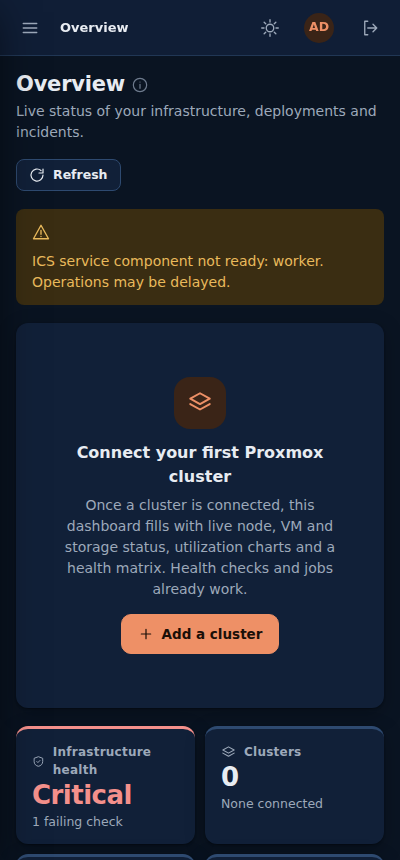 Overview
AD
Overview
Live status of your infrastructure, deployments and
incidents.
Refresh
ICS service component not ready: worker.
Operations may be delayed.
Connect your first Proxmox
cluster
Once a cluster is connected, this
dashboard fills with live node, VM and
storage status, utilization charts and a
health matrix. Health checks and jobs
already work.
Add a cluster
Infrastructure
health
Critical
1 failing check
Clusters
0
None connected